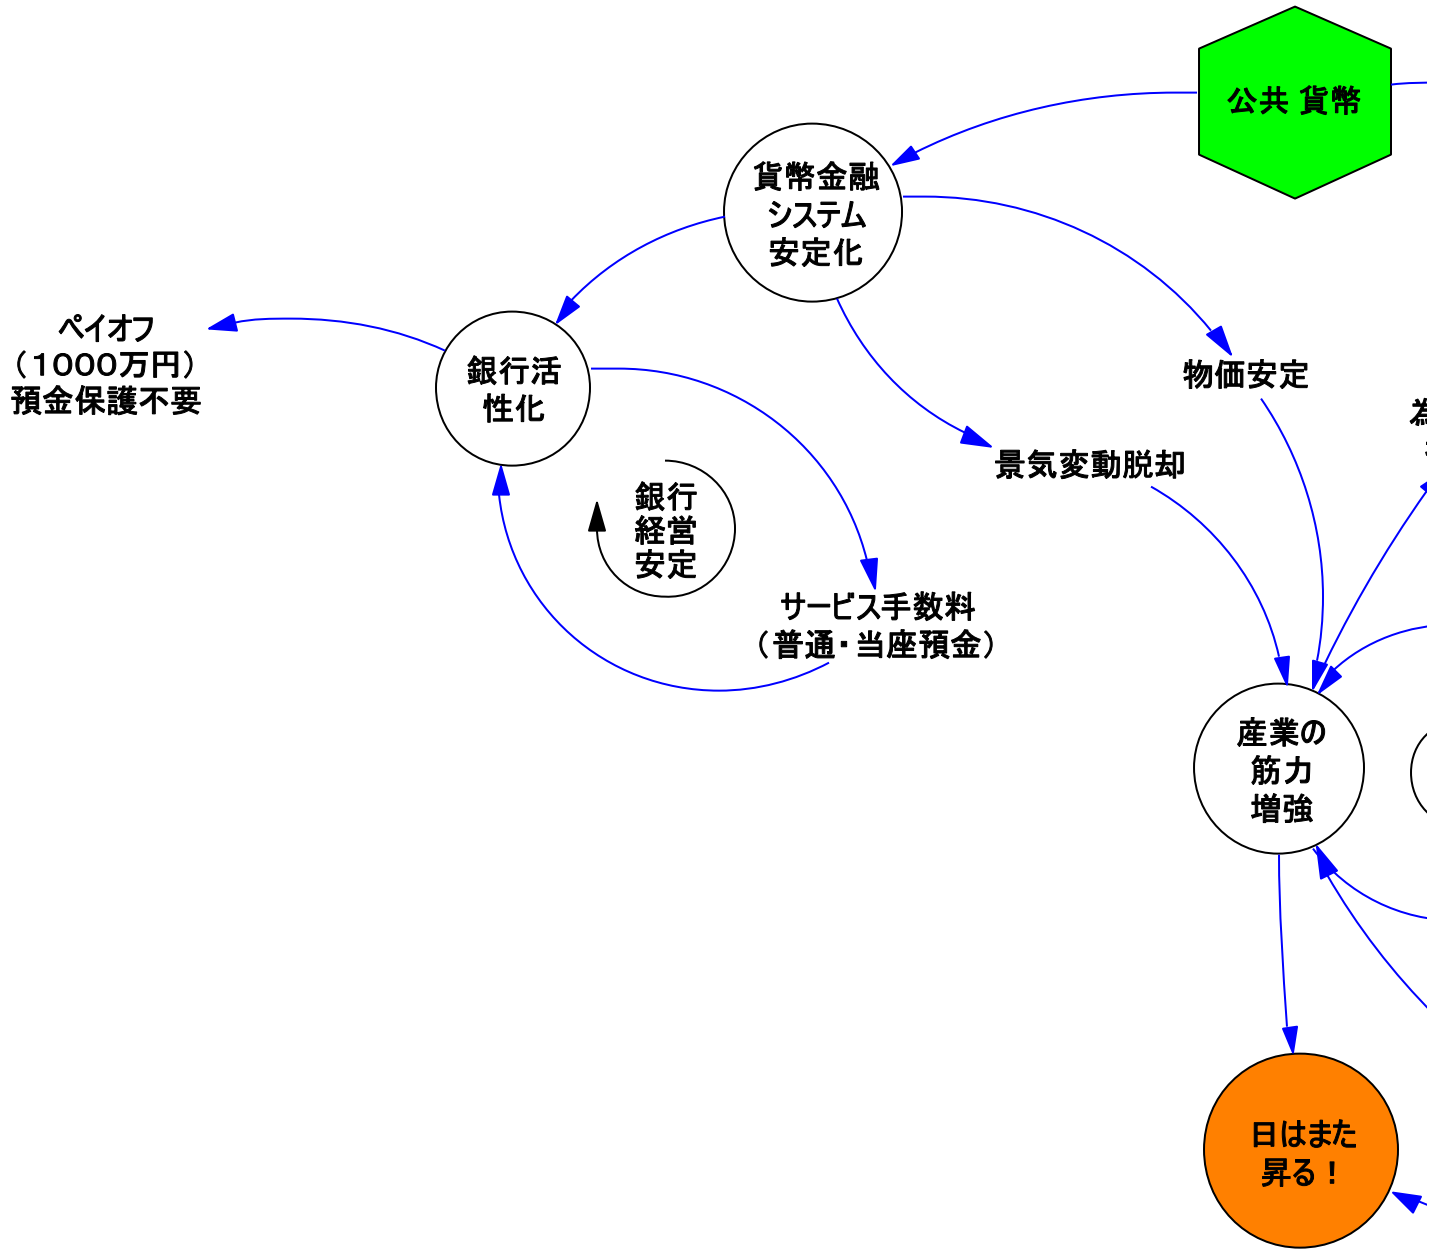 公共 貨幣
貨幣金融
システム
安定化
ペイオフ
（1000万円）
預金保護不要
銀行活
性化
物価安定
景気変動脱却
銀行
経営
安定
サービス手数料
（普通・当座預金）
産業の
筋力
増強
日はまた
昇る！